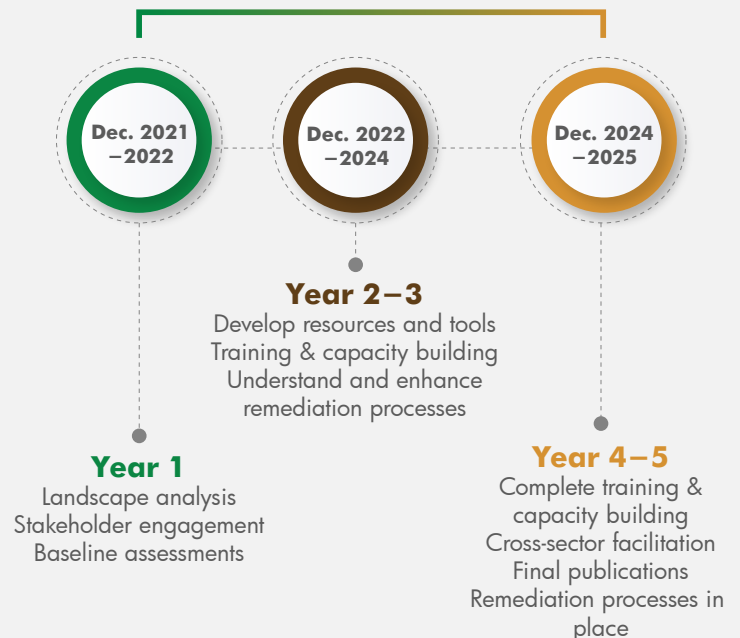 Dec. 2021
–2022
Dec. 2022
–2024
Dec. 2024
–2025
Year 1
Landscape analysis
Stakeholder engagement
Baseline assessments
Year 2–3
Develop resources and tools
Training & capacity building
Understand and enhance
remediation processes
Year 4–5
Complete training &
capacity building
Cross-sector facilitation
Final publications
Remediation processes in
place